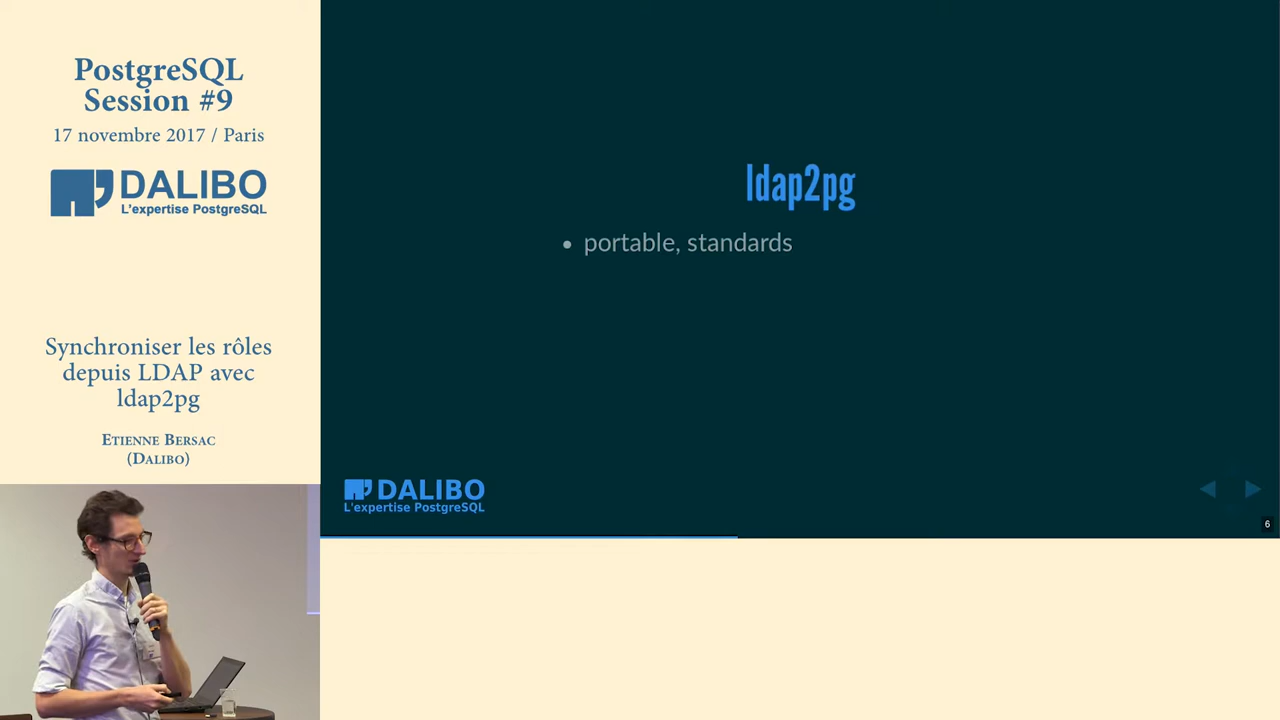 PostgreSQL
Session #9
17 novembre 2017 / Paris
DALIBO
L'expertise PostgreSQL
Synchroniser les rôles
depuis LDAP avec
ldap2pg
Etienne Bersac
(Dalibo)
ldap2pg
• portable, standards
DALIBO
L'expertise PostgreSQL
6